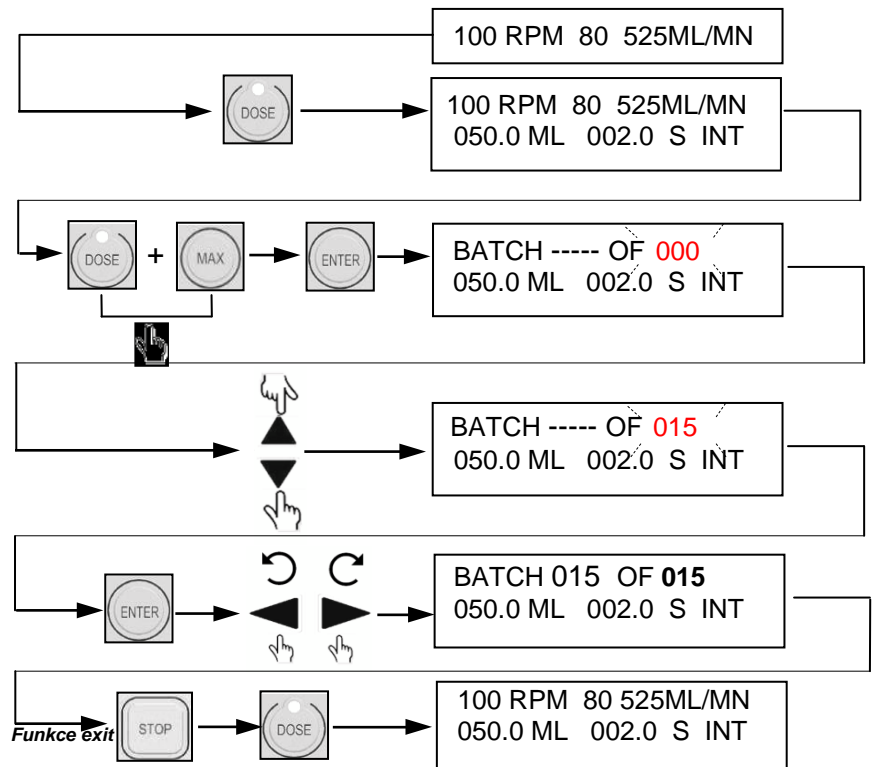 100 RPM 80 525ML/MN
DOSE
100 RPM 80 525ML/MN
050.0 ML 002.0 S INT
DOSE + MAX ENTER
BATCH ----- OF 000
050.0 ML 002.0 S INT
BATCH ----- OF 015
050.0 ML 002.0 S INT
ENTER
BATCH 015 OF 015
050.0 ML 002.0 S INT
Funkce exit
STOP
DOSE
100 RPM 80 525ML/MN
050.0 ML 002.0 S INT